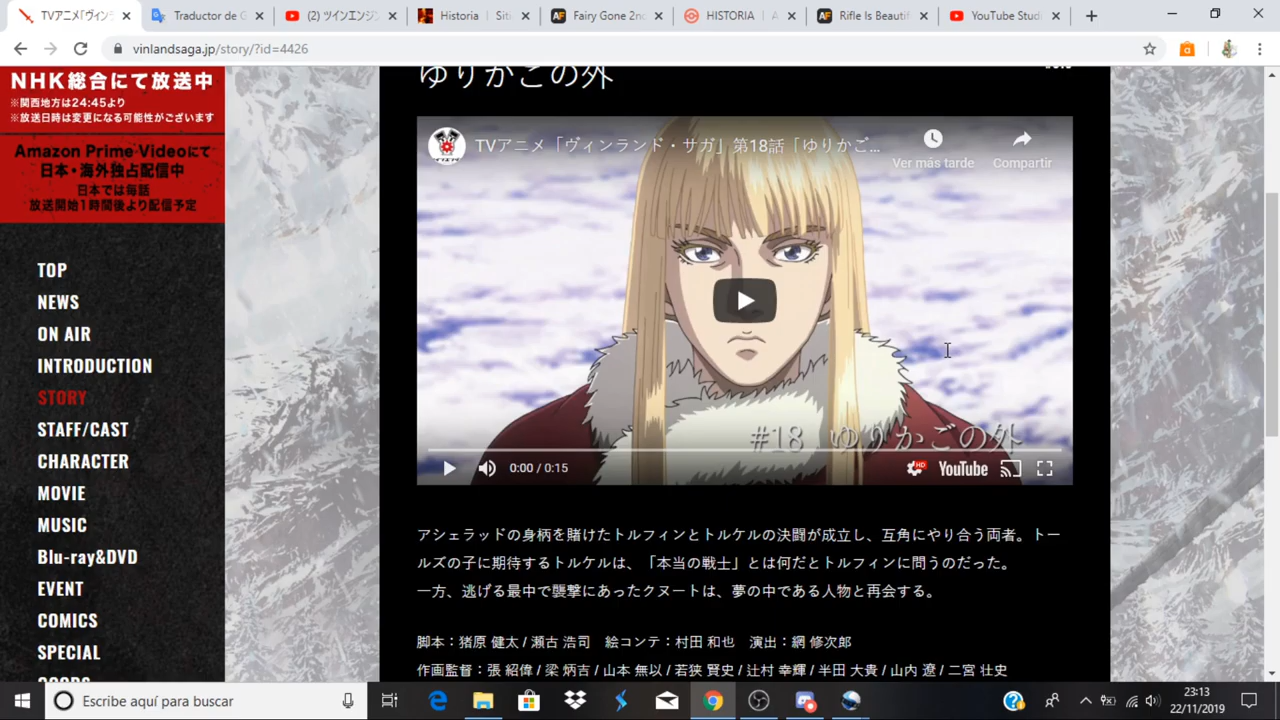 TVアニメ「ヴィン
Traductor de G
(2) ツインエンジン
Historia | Siti
Fairy Gone 2nd
HISTORIA | A
Rifle Is Beautif
YouTube Stud
vinlandsaga.jp/story/?id=4426
NHK総合にて放送中
※関西地方は24:45より
※放送日時は変更になる可能性がございます
Amazon Prime Videoにて
日本・海外独占配信中
日本では毎話
放送開始1時間後より配信予定
TOP
NEWS
ON AIR
INTRODUCTION
STORY
STAFF/CAST
CHARACTER
MOVIE
MUSIC
Blu-ray&DVD
EVENT
COMICS
SPECIAL
ゆりかごの外
TVアニメ「ヴィンランド・サガ」第18話「ゆりかご...
Ver más tarde
Compartir
#18 ゆりかごの外
0:00 / 0:15
HD
YouTube
アシェラッドの身柄を賭けたトルフィンとトルケルの決闘が成立し、互角にやり合う両者。トー
ルズの子に期待するトルケルは、「本当の戦士」とは何だとトルフィンに問うのだった。
一方、逃げる最中で襲撃にあったクヌートは、夢の中である人物と再会する。
脚本：猪原 健太 / 瀬古 浩司 絵コンテ：村田 和也 演出：網 修次郎
作画監督：張 紹偉 / 梁 炳吉 / 山本 無以 / 若狭 賢史 / 辻村 幸輝 / 半田 大貴 / 山内 遼 / 二宮 壮史
Escribe aquí para buscar
23:13
22/11/2019